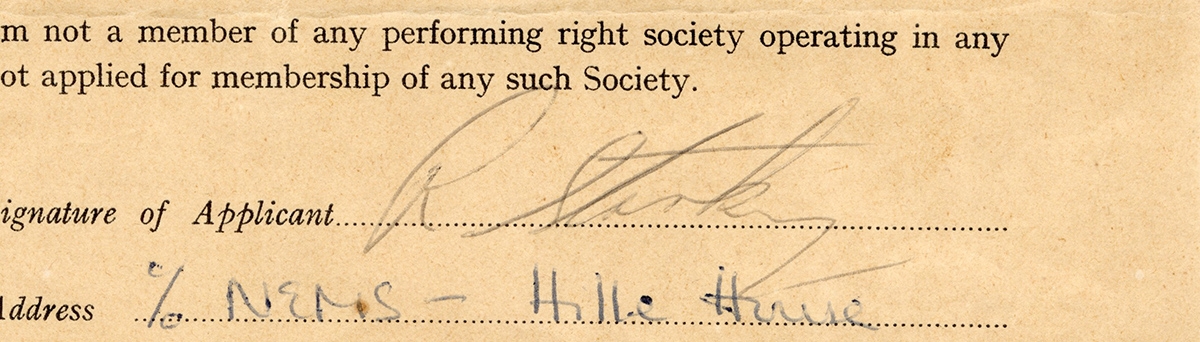 m not a member of any performing right society operating in any
ot applied for membership of any such Society.
ignature of Applicant R Starkey
Address c/o NEMS - Hille House